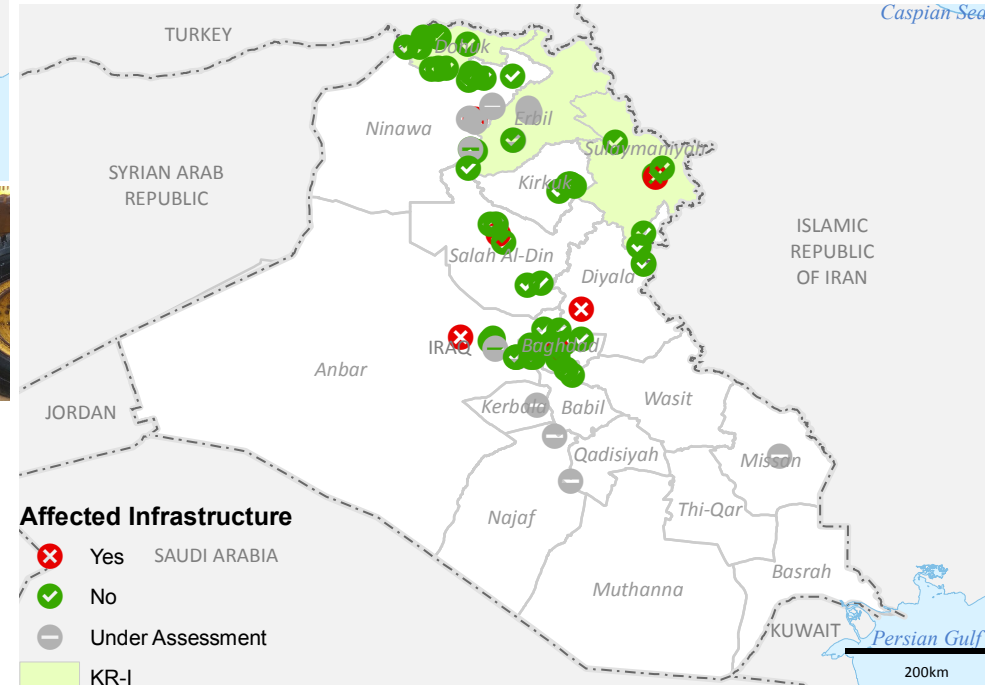 Caspian Sea
TURKEY
Dohuk
Ninawa
Erbil
SYRIAN ARAB
REPUBLIC
Sulaymaniyah
Kirkuk
ISLAMIC
REPUBLIC
OF IRAN
Salah Al-Din
Diyala
IRAQ
Baghdad
Anbar
JORDAN
Kerbala
Babil
Wasit
Qadisiyah
Missan
Najaf
Thi-Qar
Basrah
Muthanna
KUWAIT
Persian Gulf
200km
Affected Infrastructure
Yes
SAUDI ARABIA
No
Under Assessment
KR-I